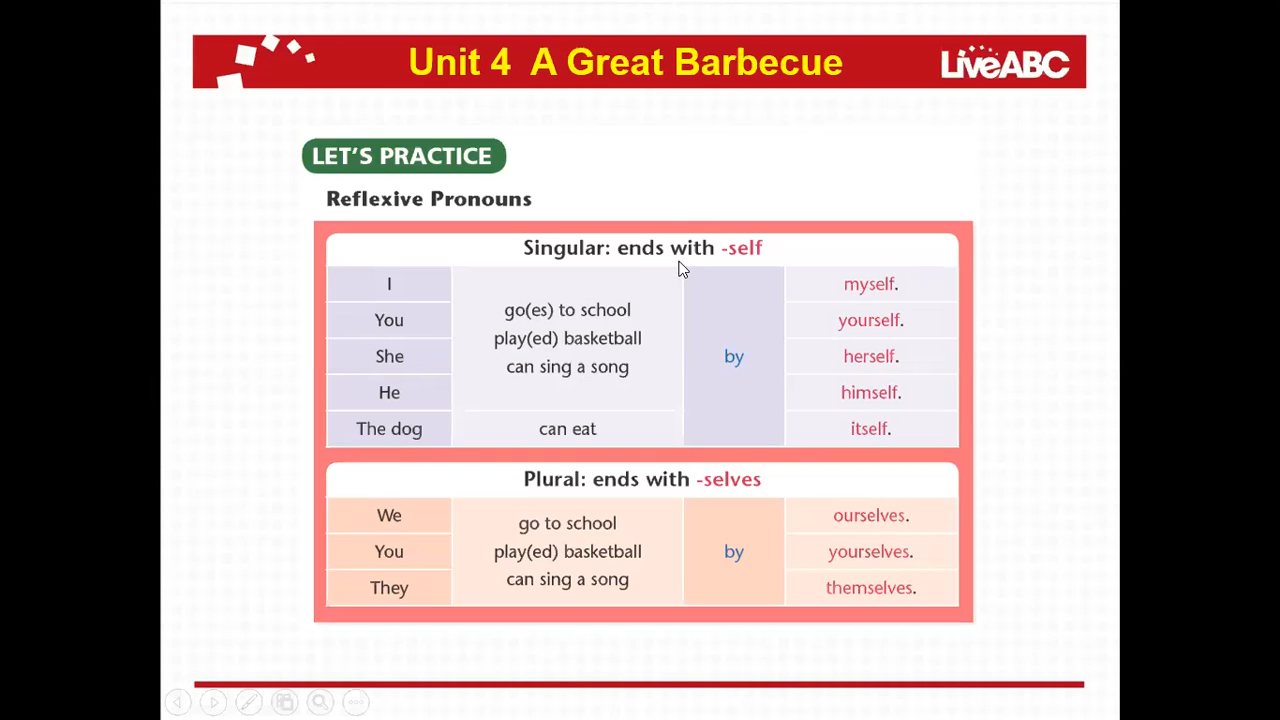 Unit 4 A Great Barbecue
LiveABC
LET'S PRACTICE
Reflexive Pronouns
Singular: ends with -self
I
You
She
He
The dog
go(es) to school
play(ed) basketball
can sing a song
can eat
by
myself.
yourself.
herself.
himself.
itself.
Plural: ends with -selves
We
You
They
go to school
play(ed) basketball
can sing a song
by
ourselves.
yourselves.
themselves.